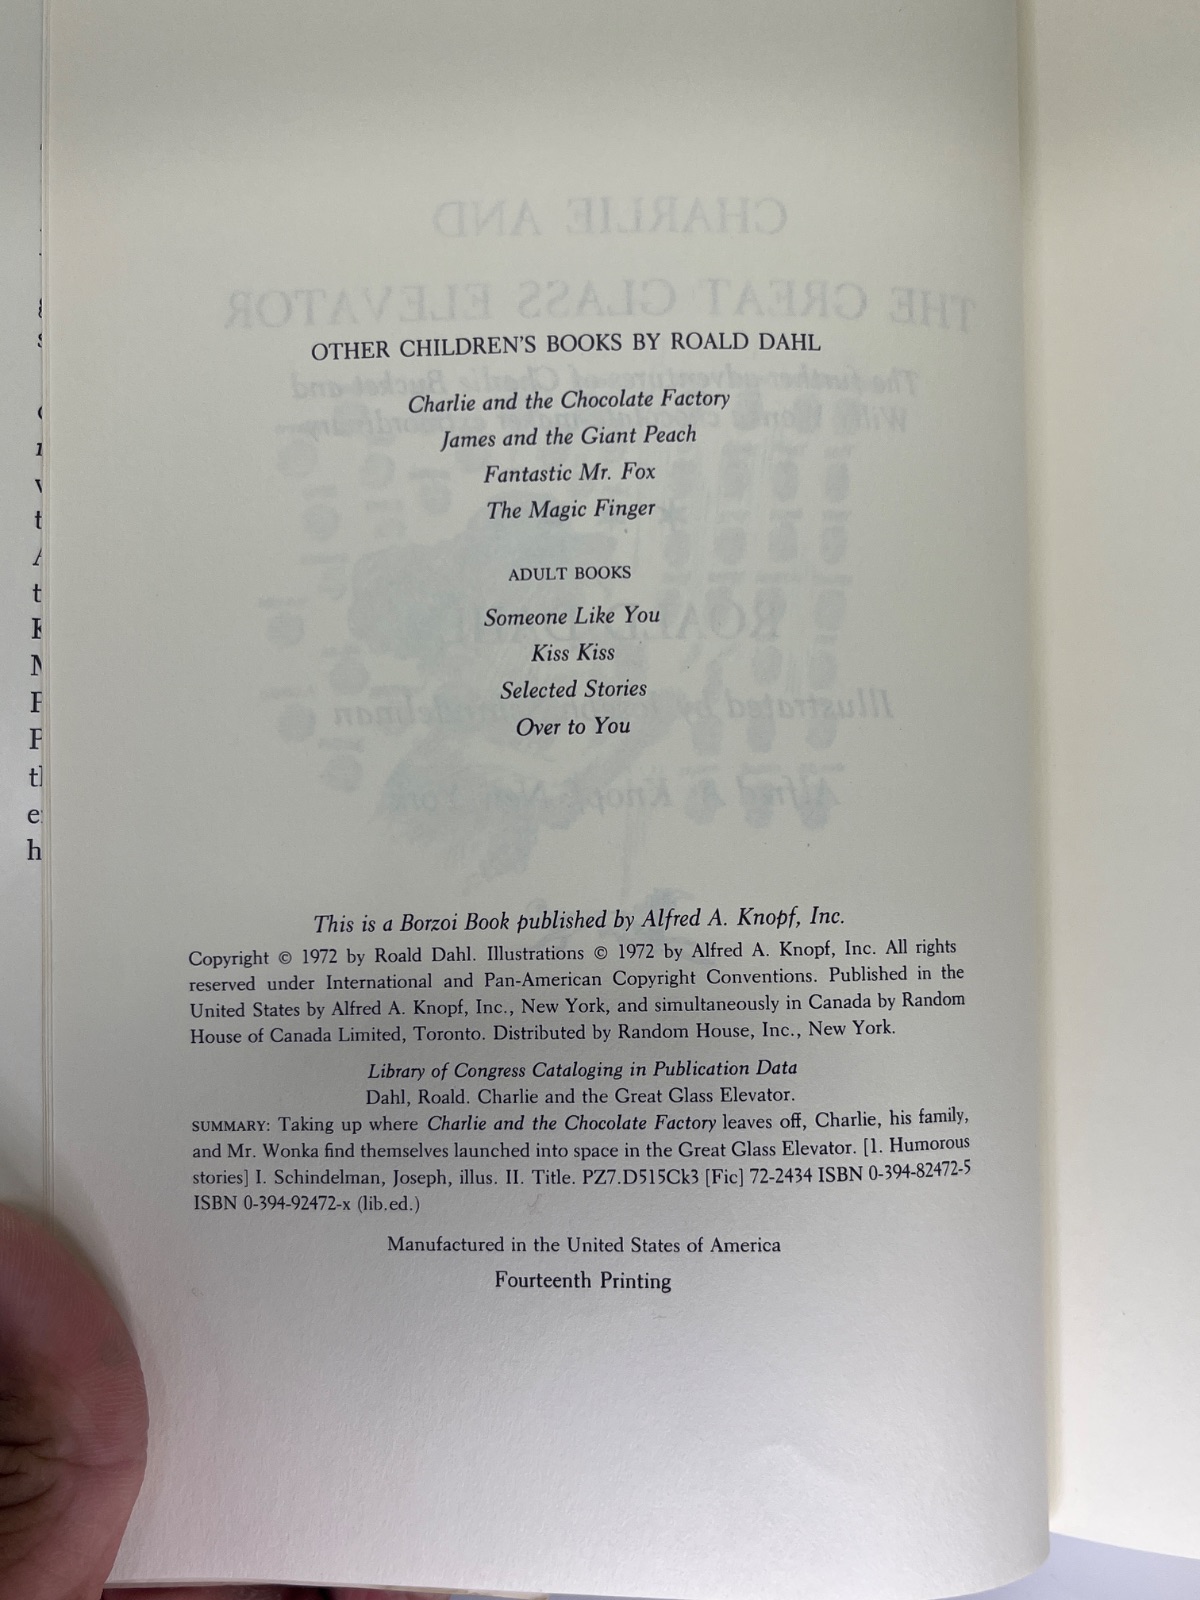 OTHER CHILDREN'S BOOKS BY ROALD DAHL
Charlie and the Chocolate Factory
James and the Giant Peach
Fantastic Mr. Fox
The Magic Finger
ADULT BOOKS
Someone Like You
Kiss Kiss
Selected Stories
Over to You
This is a Borzoi Book published by Alfred A. Knopf, Inc.
Copyright © 1972 by Roald Dahl. Illustrations © 1972 by Alfred A. Knopf, Inc. All rights
reserved under International and Pan-American Copyright Conventions. Published in the
United States by Alfred A. Knopf, Inc., New York, and simultaneously in Canada by Random
House of Canada Limited, Toronto. Distributed by Random House, Inc., New York.
Library of Congress Cataloging in Publication Data
Dahl, Roald. Charlie and the Great Glass Elevator.
SUMMARY: Taking up where Charlie and the Chocolate Factory leaves off, Charlie, his family,
and Mr. Wonka find themselves launched into space in the Great Glass Elevator. [1. Humorous
stories] I. Schindelman, Joseph, illus. II. Title. PZ7.D515Ck3 [Fic] 72-2434 ISBN 0-394-82472-5
ISBN 0-394-92472-x (lib.ed.)
Manufactured in the United States of America
Fourteenth Printing